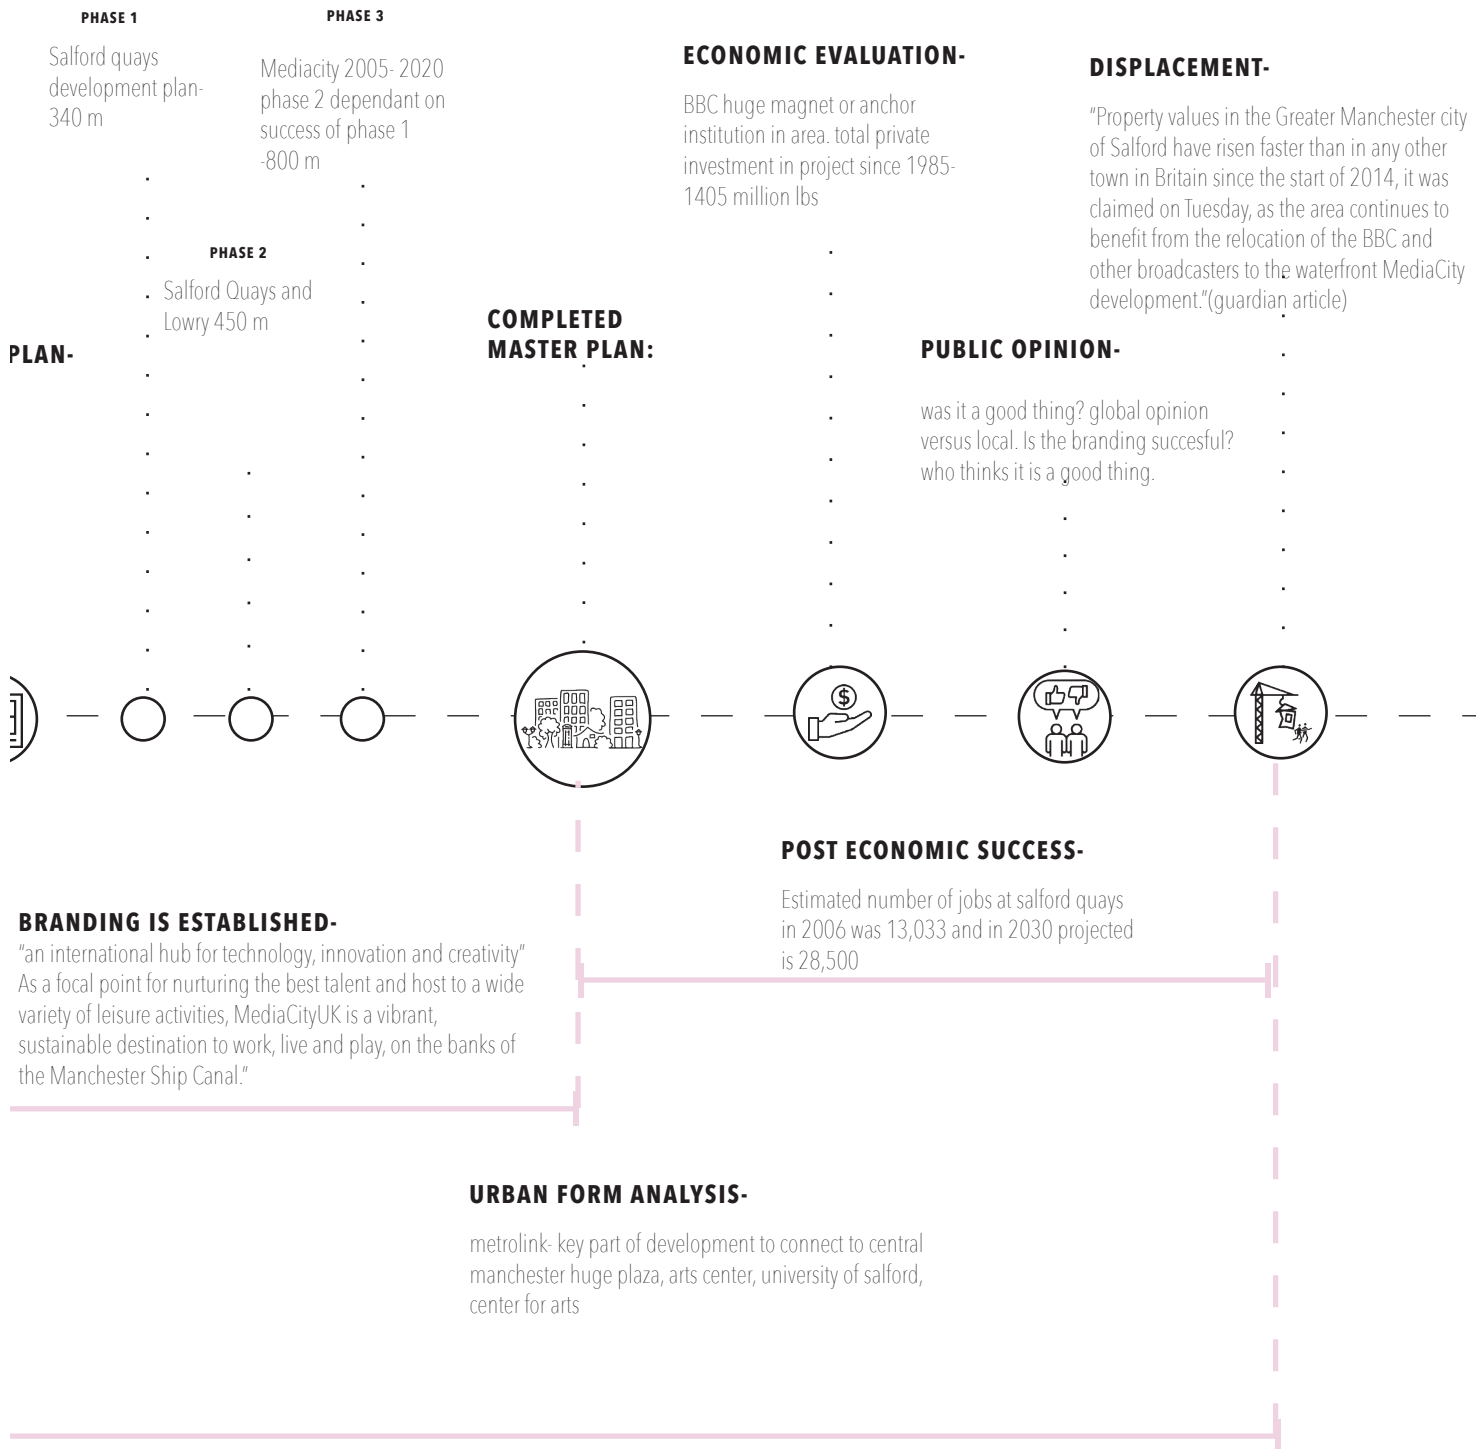 PHASE 1
Salford quays
development plan-
340 m
PHASE 3
Mediacity 2005- 2020
phase 2 dependant on
success of phase 1
-800 m
PHASE 2
Salford Quays and
Lowry 450 m
PLAN-
COMPLETED
MASTER PLAN:
ECONOMIC EVALUATION-
BBC huge magnet or anchor
institution in area. total private
investment in project since 1985-
1405 million lbs
PUBLIC OPINION-
was it a good thing? global opinion
versus local. Is the branding succesful?
who thinks it is a good thing.
DISPLACEMENT-
"Property values in the Greater Manchester city
of Salford have risen faster than in any other
town in Britain since the start of 2014, it was
claimed on Tuesday, as the area continues to
benefit from the relocation of the BBC and
other broadcasters to the waterfront MediaCity
development."(guardian article)
$
POST ECONOMIC SUCCESS-
Estimated number of jobs at salford quays
in 2006 was 13,033 and in 2030 projected
is 28,500
BRANDING IS ESTABLISHED-
"an international hub for technology, innovation and creativity"
As a focal point for nurturing the best talent and host to a wide
variety of leisure activities, MediaCityUK is a vibrant,
sustainable destination to work, live and play, on the banks of
the Manchester Ship Canal."
URBAN FORM ANALYSIS-
metrolink- key part of development to connect to central
manchester huge plaza, arts center, university of salford,
center for arts